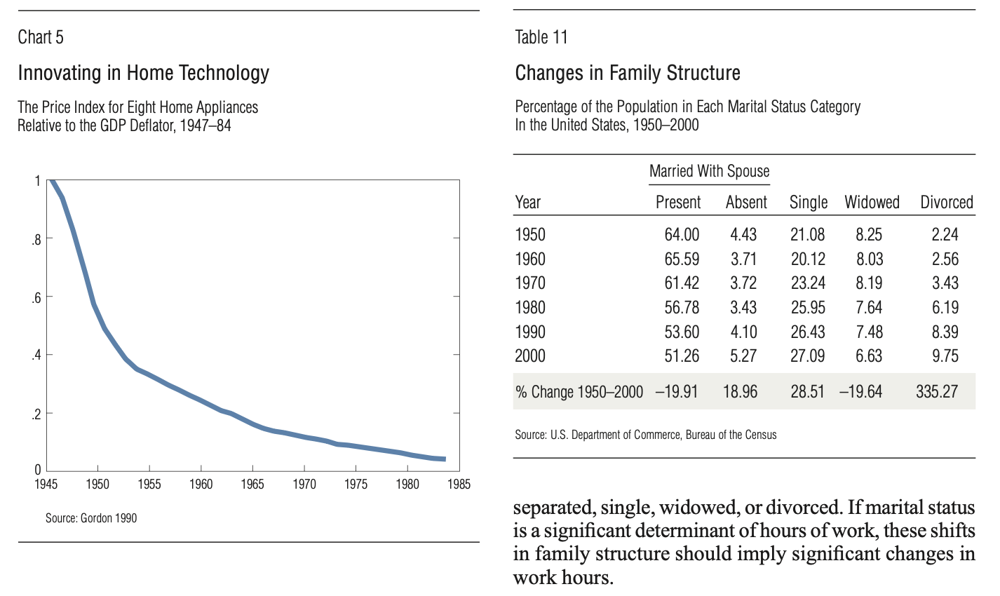 Chart 5
Innovating in Home Technology
The Price Index for Eight Home Appliances
Relative to the GDP Deflator, 1947–84
1
.8
.6
.4
.2
0
1945 1950 1955 1960 1965 1970 1975 1980 1985
Source: Gordon 1990
Table 11
Changes in Family Structure
Percentage of the Population in Each Marital Status Category
In the United States, 1950–2000
Married With Spouse
Year Present Absent Single Widowed Divorced
1950 64.00 4.43 21.08 8.25 2.24
1960 65.59 3.71 20.12 8.03 2.56
1970 61.42 3.72 23.24 8.19 3.43
1980 56.78 3.43 25.95 7.64 6.19
1990 53.60 4.10 26.43 7.48 8.39
2000 51.26 5.27 27.09 6.63 9.75
% Change 1950–2000 –19.91 18.96 28.51 –19.64 335.27
Source: U.S. Department of Commerce, Bureau of the Census
separated, single, widowed, or divorced. If marital status
is a significant determinant of hours of work, these shifts
in family structure should imply significant changes in
work hours.